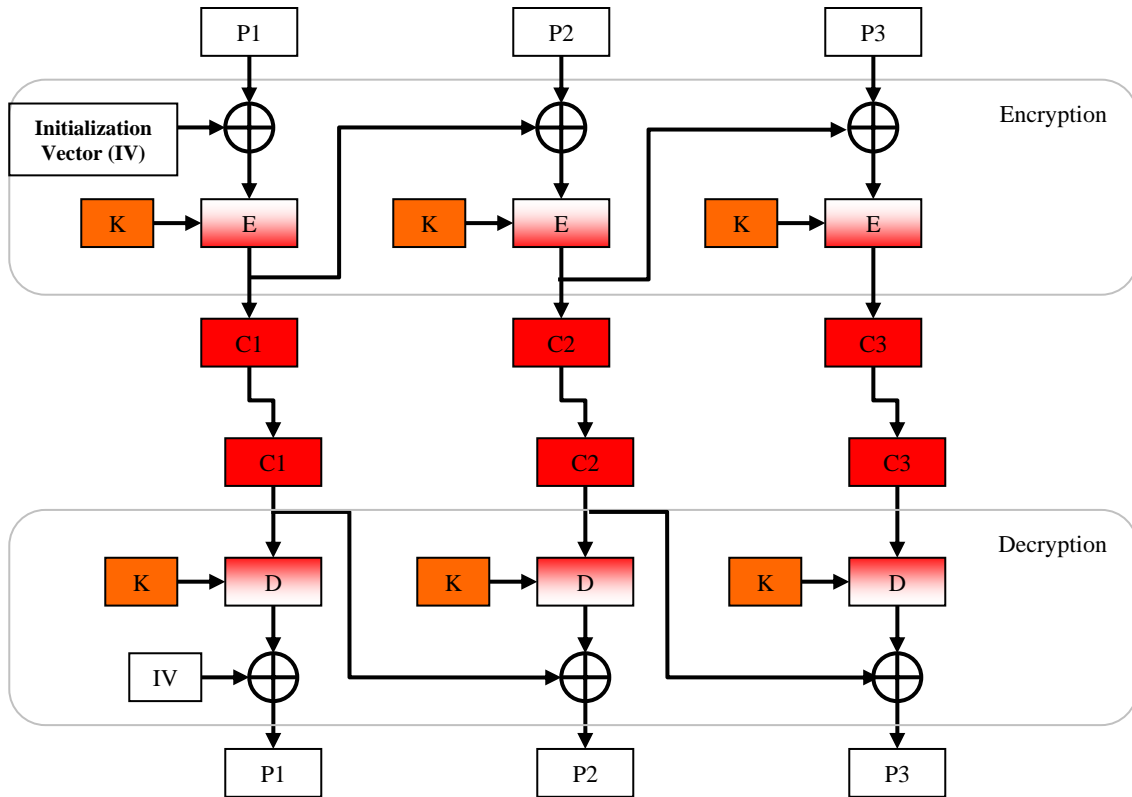 P1 P2 P3
Encryption
Initialization
Vector (IV)
K E K E K E
C1 C2 C3
C1 C2 C3
Decryption
K D K D K D
IV
P1 P2 P3